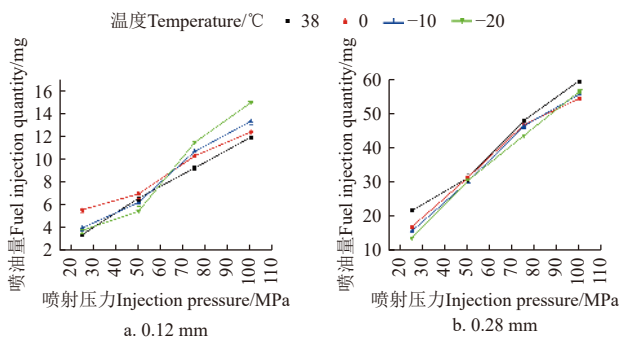 温度Temperature/℃ 38 0 −10 −20
喷油量Fuel injection quantity/mg
16
14
12
10
8
6
4
2
20 30 40 50 60 70 80 90 100 110
喷射压力Injection pressure/MPa
a. 0.12 mm
喷油量Fuel injection quantity/mg
60
50
40
30
20
10
20 30 40 50 60 70 80 90 100 110
喷射压力Injection pressure/MPa
b. 0.28 mm